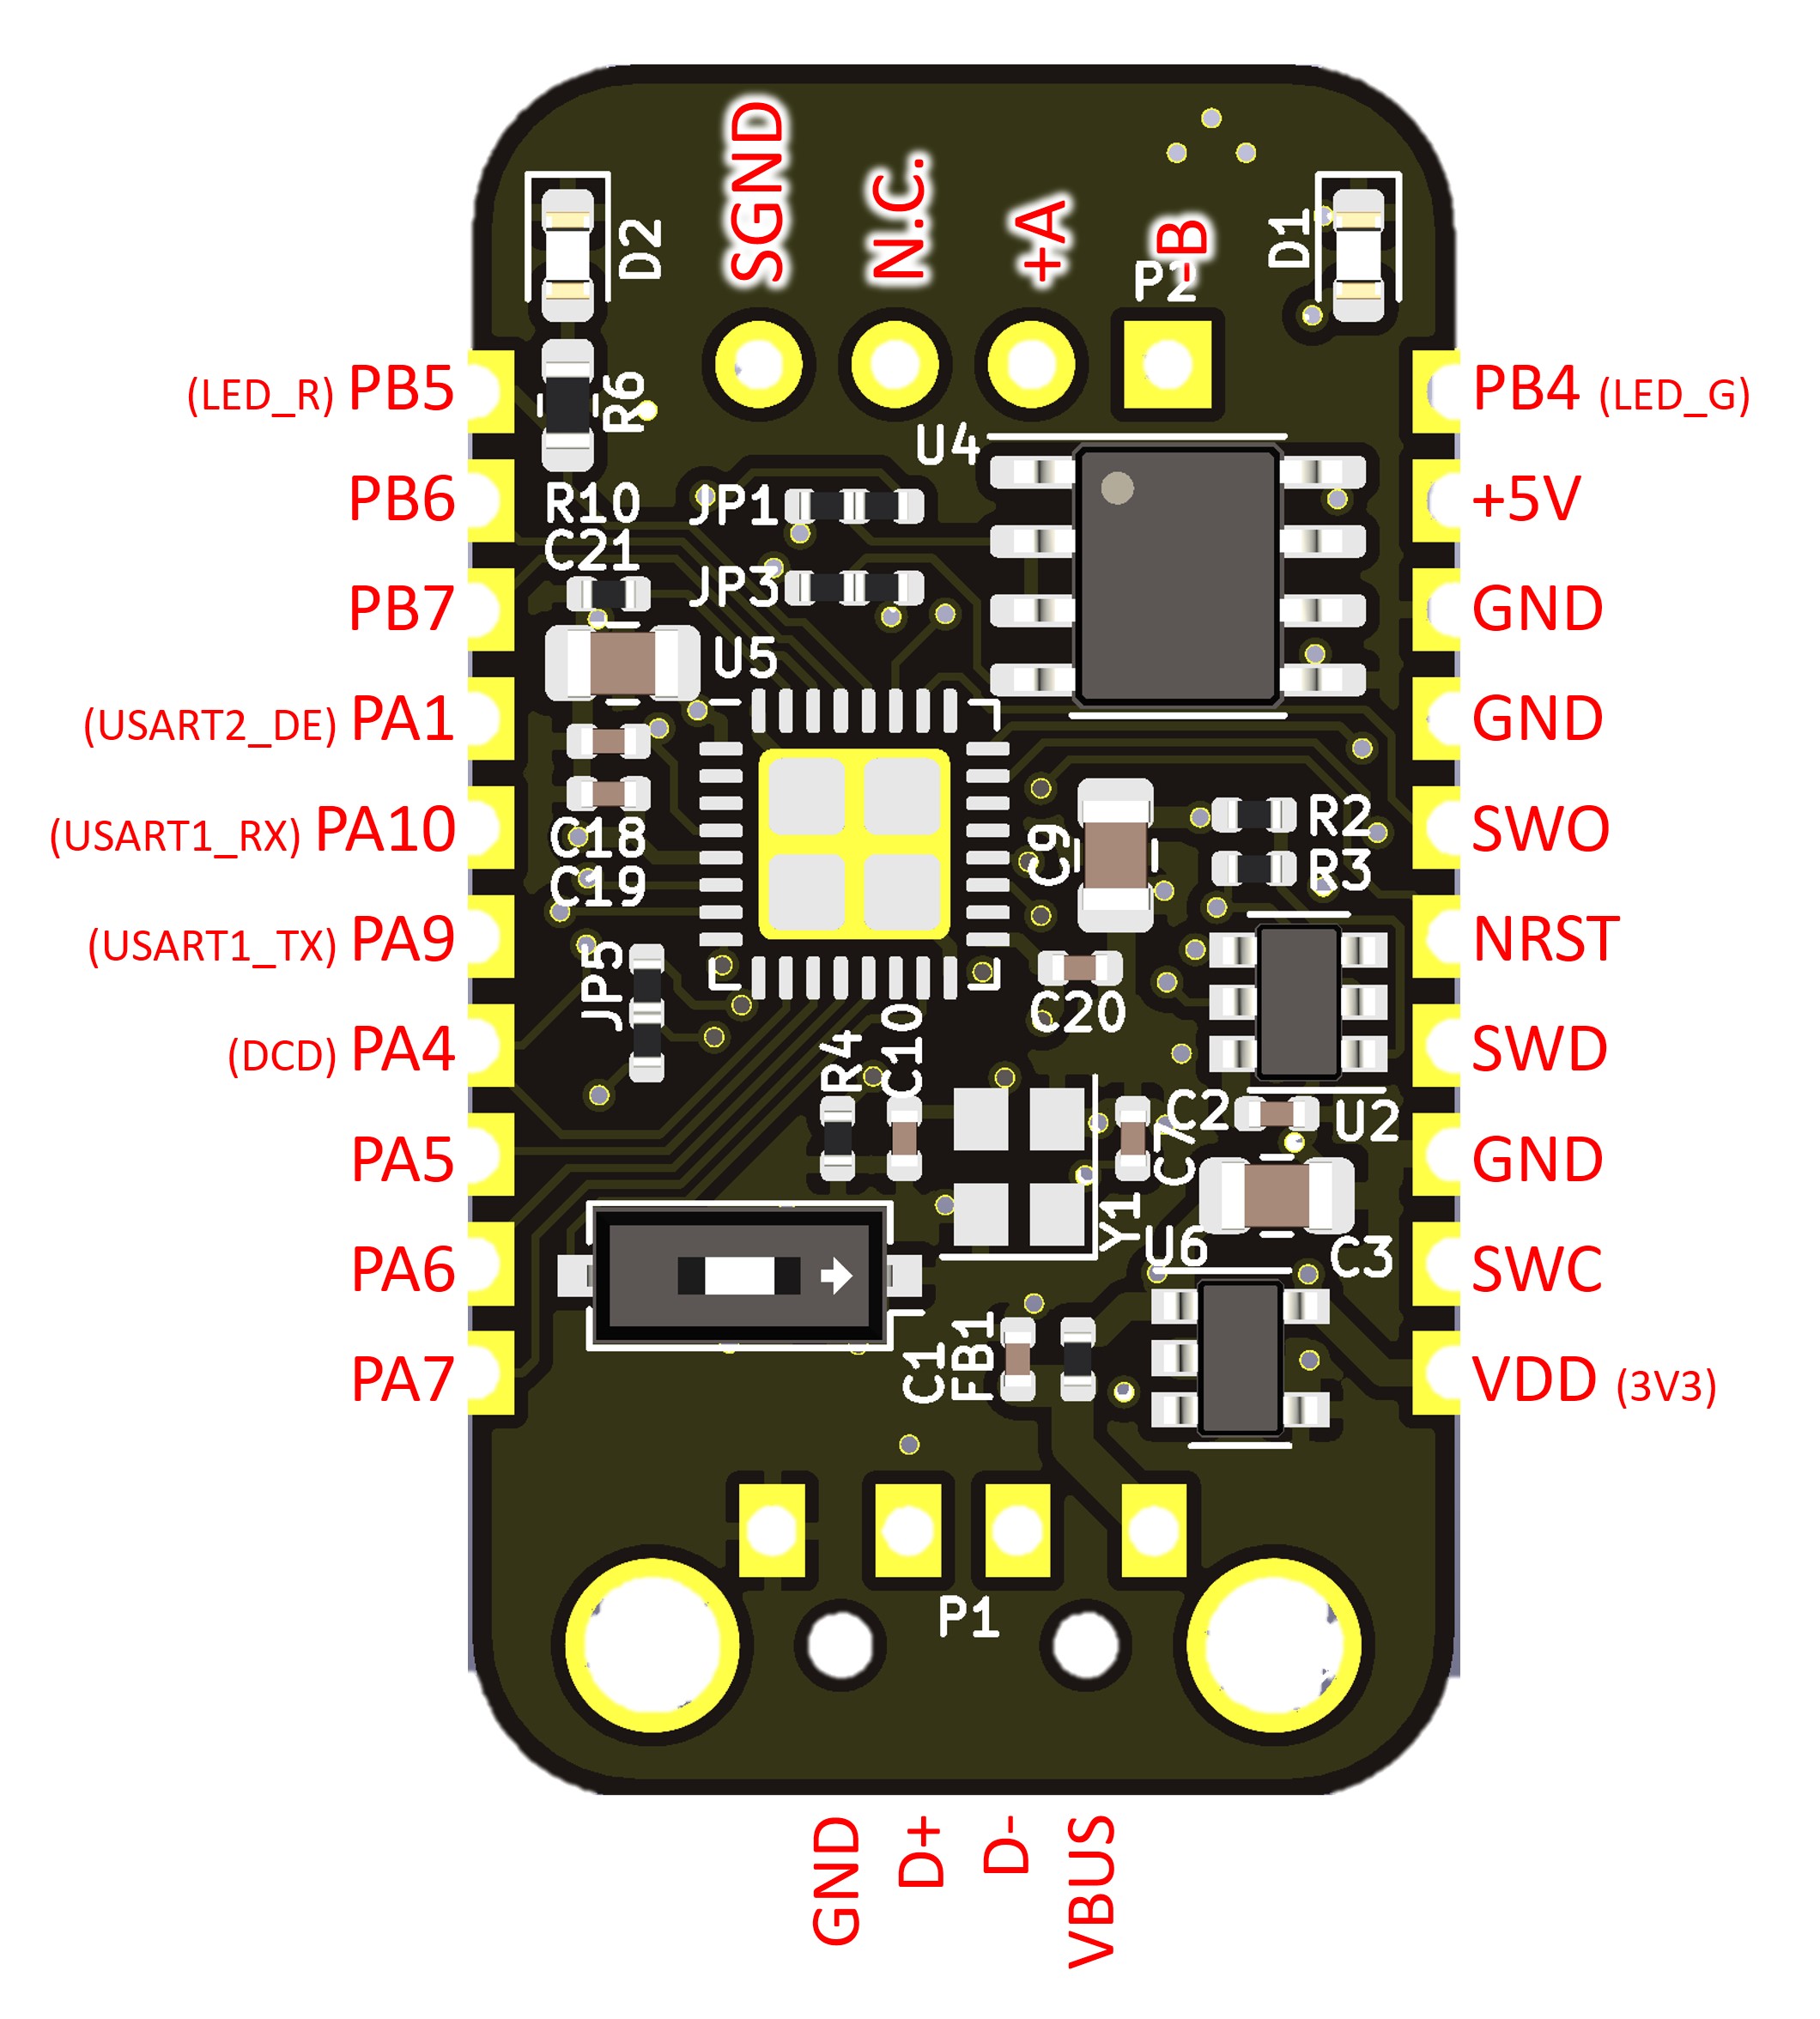 SGND
N.C.
+A
-B
P2
D2
D1
(LED_R) PB5
PB4 (LED_G)
R6
U4
PB6
R10
JP1
+5V
C21
PB7
JP3
GND
U5
(USART2_DE) PA1
GND
(USART1_RX) PA10
C18
C9
R2
SWO
R3
C19
(USART1_TX) PA9
JP5
NRST
C20
(DCD) PA4
R4
C10
SWD
C2
U2
C7
PA5
GND
Y1
U6
C3
PA6
SWC
C1
FB1
PA7
VDD (3V3)
P1
GND
D+
D-
VBUS